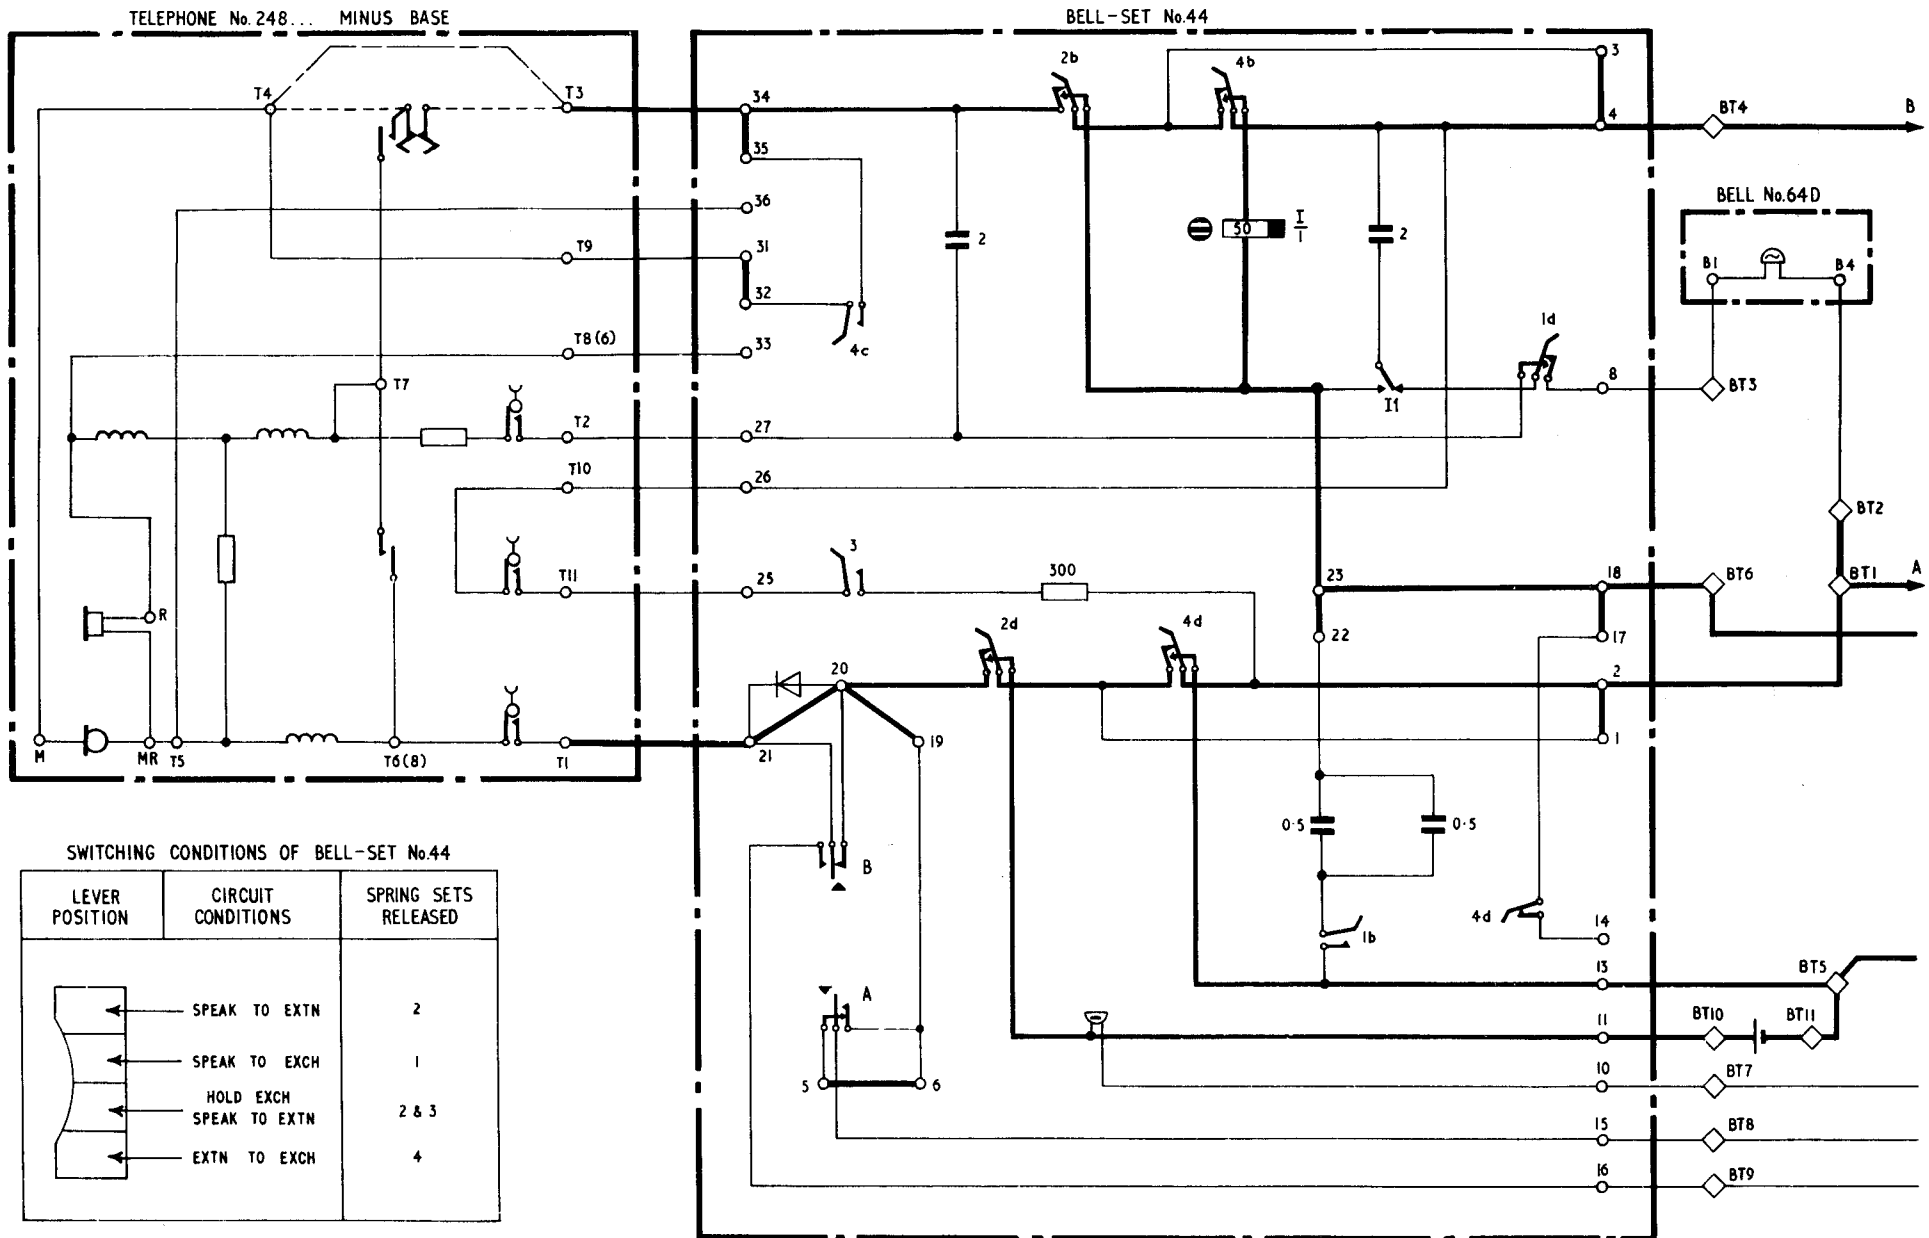 TELEPHONE No. 248... MINUS BASE
BELL-SET No.44
T4
T3
34
2b
4b
3
4
BT4
B
35
36
T9
31
32
4c
T8(6)
33
T7
T2
27
T10
26
T11
25
3
300
2
50
I
1
2
1d
I1
8
BT3
BELL No.64D
B1
B4
BT2
BT1
A
BT6
18
17
23
22
2d
4d
20
2
1
19
21
R
M
MR
T5
T6(8)
T1
B
A
5
6
0·5
0·5
1b
4d
14
13
BT5
11
BT10
BT11
10
BT7
15
BT8
16
BT9
SWITCHING CONDITIONS OF BELL-SET No.44
LEVER POSITION
CIRCUIT CONDITIONS
SPRING SETS RELEASED
SPEAK TO EXTN 2
SPEAK TO EXCH 1
HOLD EXCH
SPEAK TO EXTN 2 & 3
EXTN TO EXCH 4